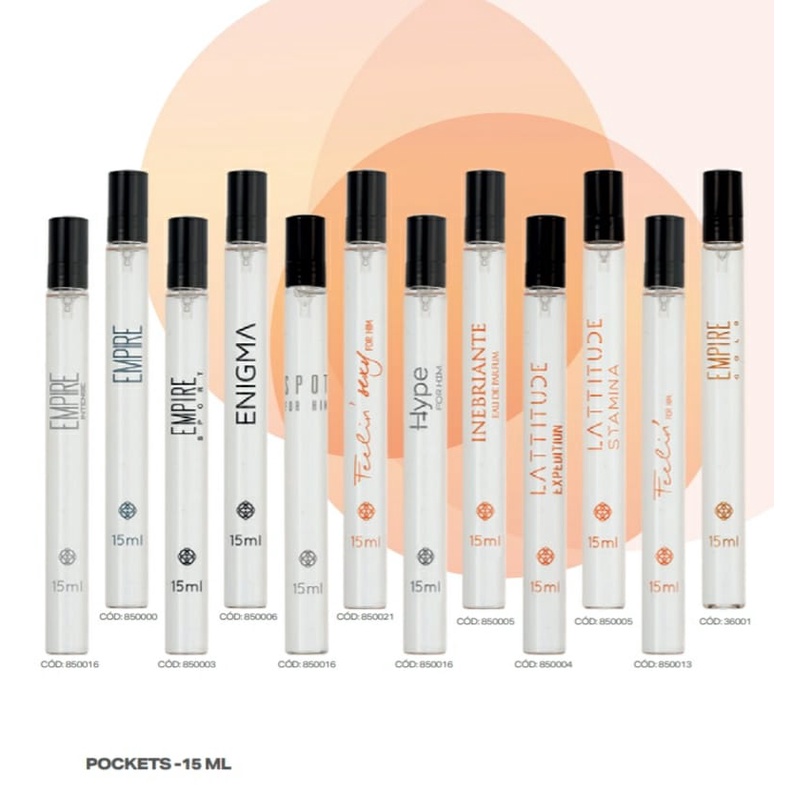 EMPIRE
INTENSE
15ml
CÓD: 850016
EMPIRE
15ml
CÓD: 850000
EMPIRE
SPORT
15ml
CÓD: 850003
ENIGMA
15ml
CÓD: 850006
SPOT
FOR HIM
15ml
CÓD: 850016
Feelin' sexy FOR HIM
15ml
CÓD: 850021
Hype
FOR HIM
15ml
CÓD: 850016
INEBRIANTE
EAU DE PARFUM
15ml
CÓD: 850005
LATTITUDE
EXPEDITION
15ml
CÓD: 850004
LATTITUDE
STAMINA
15ml
CÓD: 850005
Feelin' FOR HIM
15ml
CÓD: 850013
EMPIRE
GOLD
15ml
CÓD: 36001
POCKETS -15 ML